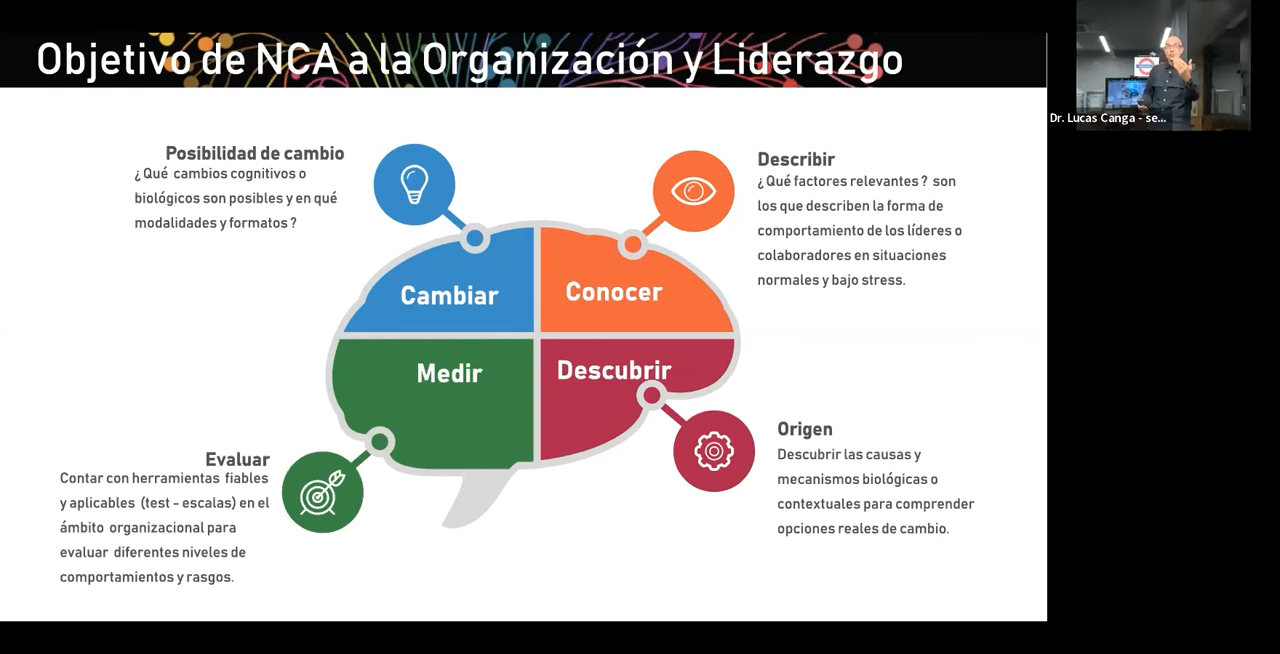 Objetivo de NCA a la Organización y Liderazgo
Dr. Lucas Canga - se...
Posibilidad de cambio
¿Qué cambios cognitivos o
biológicos son posibles y en qué
modalidades y formatos?
Describir
¿Qué factores relevantes? son
los que describen la forma de
comportamiento de los líderes o
colaboradores en situaciones
normales y bajo stress.
Cambiar
Conocer
Medir
Descubrir
Evaluar
Contar con herramientas fiables
y aplicables (test - escalas) en el
ámbito organizacional para
evaluar diferentes niveles de
comportamientos y rasgos.
Origen
Descubrir las causas y
mecanismos biológicos o
contextuales para comprender
opciones reales de cambio.